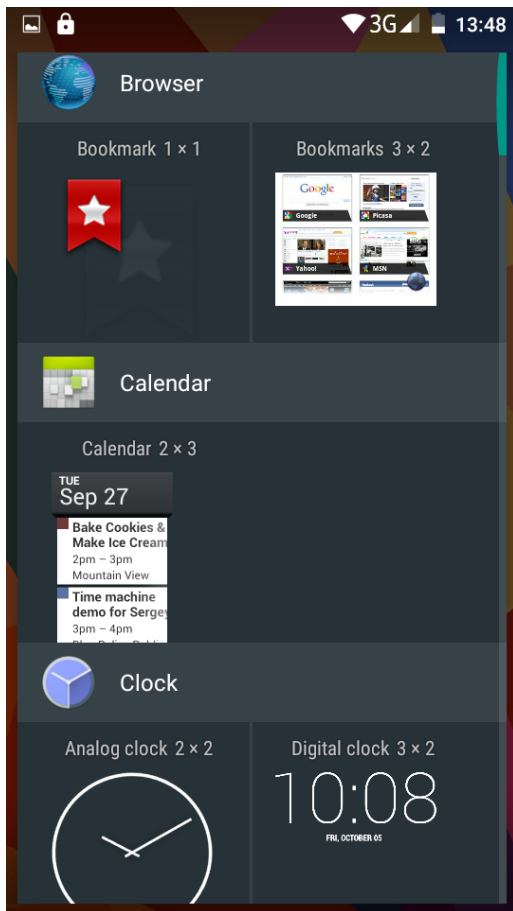 3G 13:48
Browser
Bookmark 1 × 1
Bookmarks 3 × 2
Google
Google
Picasa
Yahoo!
MSN
Calendar
Calendar 2 × 3
TUE
Sep 27
Bake Cookies &
Make Ice Cream
2pm – 3pm
Mountain View
Time machine
demo for Sergey
3pm – 4pm
Clock
Analog clock 2 × 2
Digital clock 3 × 2
10:08
FRI, OCTOBER 05